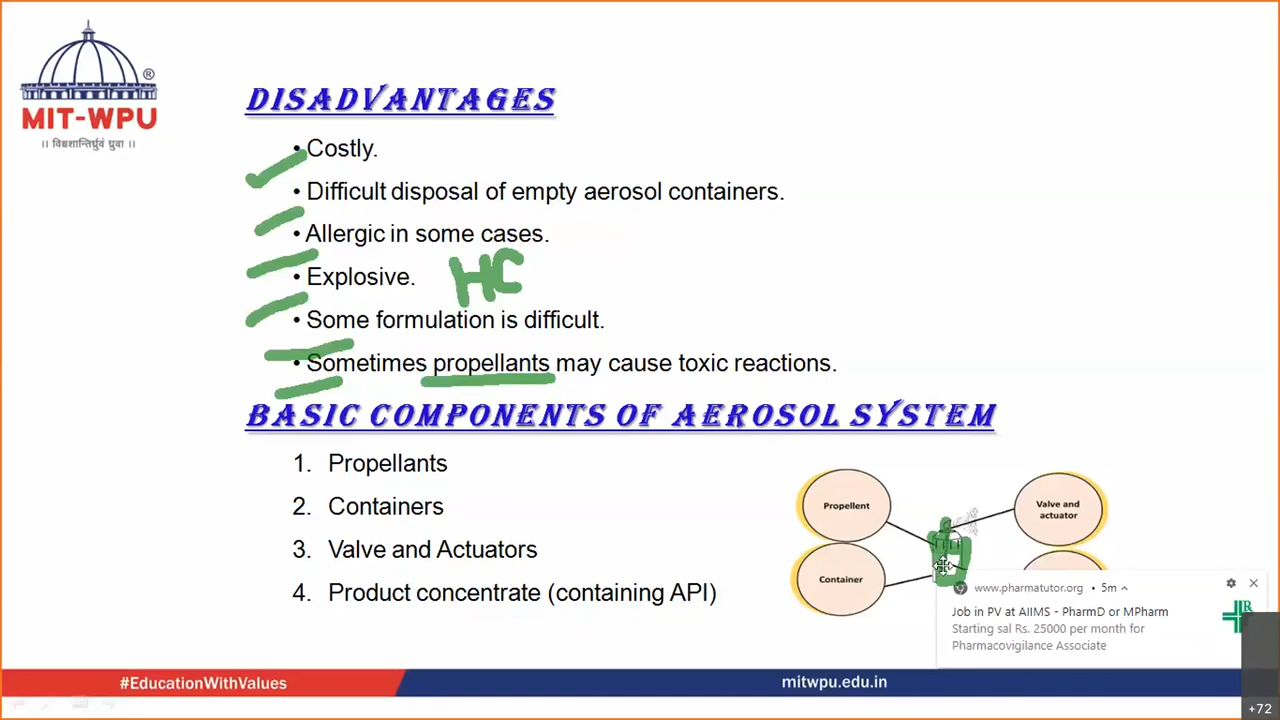 ®
MIT-WPU
॥ विश्वशान्तिर्ध्रुवं ध्रुवा ॥
DISADVANTAGES
• Costly.
• Difficult disposal of empty aerosol containers.
• Allergic in some cases.
• Explosive. HC
• Some formulation is difficult.
• Sometimes propellants may cause toxic reactions.
BASIC COMPONENTS OF AEROSOL SYSTEM
1. Propellants
2. Containers
3. Valve and Actuators
4. Product concentrate (containing API)
Propellent
Valve and
actuator
Container
www.pharmatutor.org • 5m
Job in PV at AIIMS - PharmD or MPharm
Starting sal Rs. 25000 per month for
Pharmacovigilance Associate
R
#EducationWithValues
mitwpu.edu.in
+72